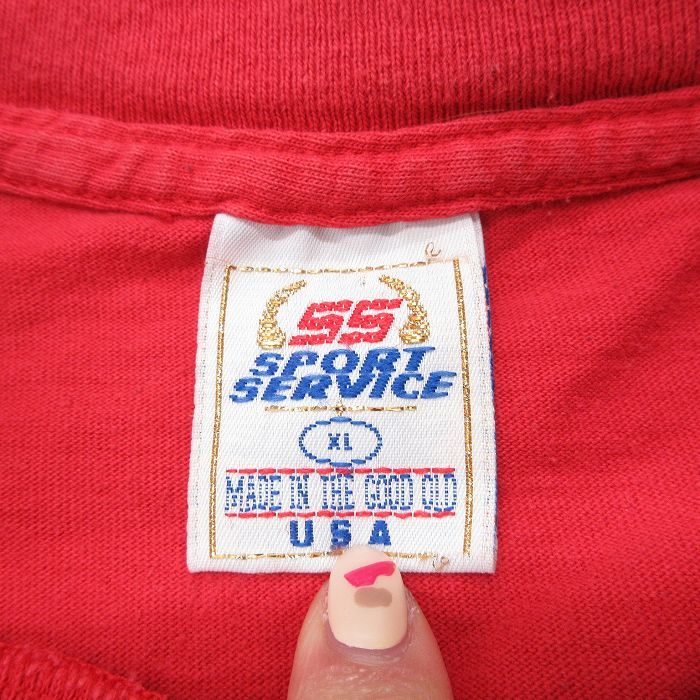 SS
SPORT
SERVICE
XL
MADE IN THE GOOD OLD
USA